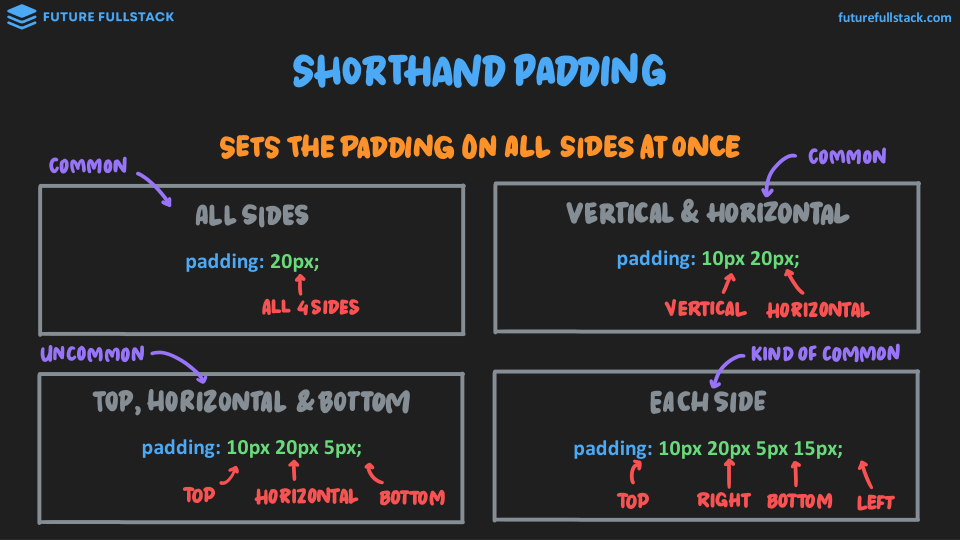 FUTURE FULLSTACK
futurefullstack.com
SHORTHAND PADDING
SETS THE PADDING ON ALL SIDES AT ONCE
COMMON
ALL SIDES
padding: 20px;
ALL 4 SIDES
COMMON
VERTICAL & HORIZONTAL
padding: 10px 20px;
VERTICAL HORIZONTAL
UNCOMMON
TOP, HORIZONTAL & BOTTOM
padding: 10px 20px 5px;
TOP HORIZONTAL BOTTOM
KIND OF COMMON
EACH SIDE
padding: 10px 20px 5px 15px;
TOP RIGHT BOTTOM LEFT